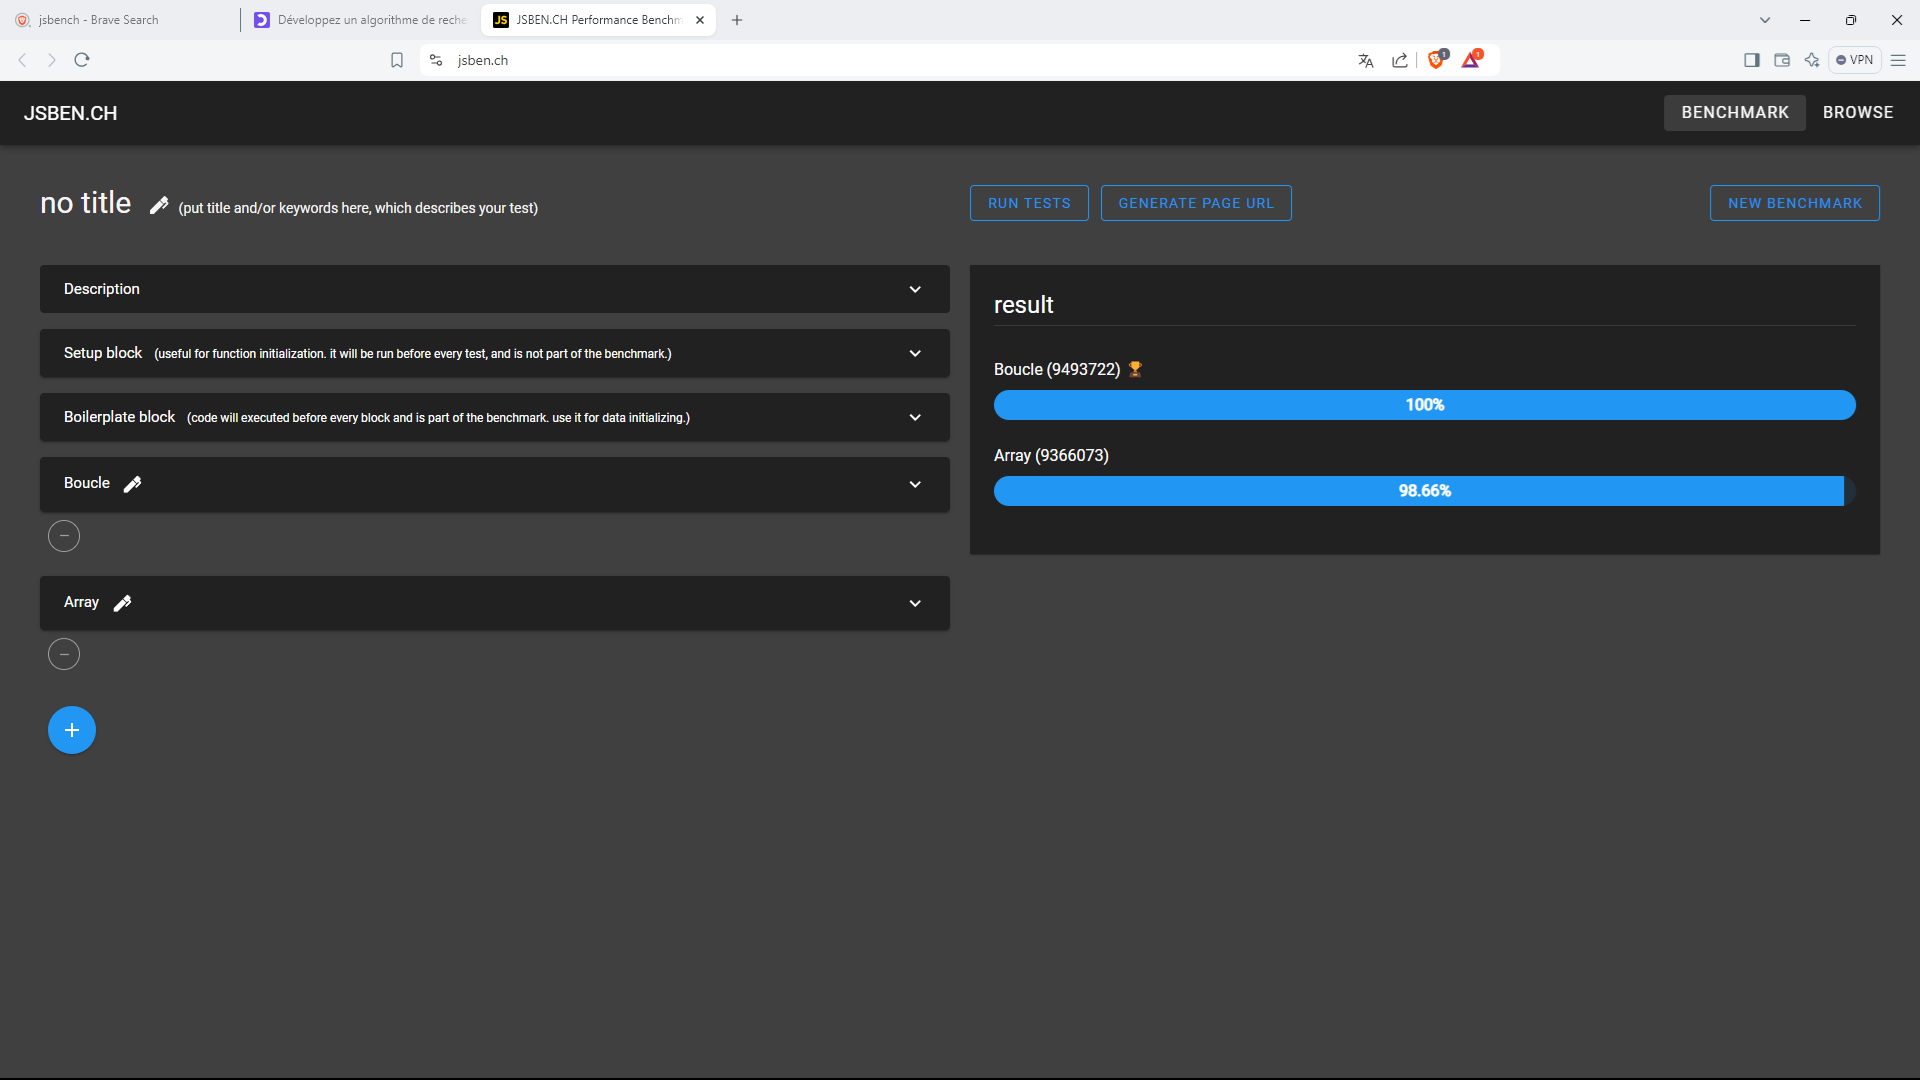 jsbench - Brave Search
Développez un algorithme de reche
JS JSBEN.CH Performance Benchm
jsben.ch
1
1
VPN
JSBEN.CH
BENCHMARK
BROWSE
no title (put title and/or keywords here, which describes your test)
RUN TESTS
GENERATE PAGE URL
NEW BENCHMARK
Description
Setup block (useful for function initialization. it will be run before every test, and is not part of the benchmark.)
Boilerplate block (code will executed before every block and is part of the benchmark. use it for data initializing.)
Boucle
Array
result
Boucle (9493722) 🏆
100%
Array (9366073)
98.66%